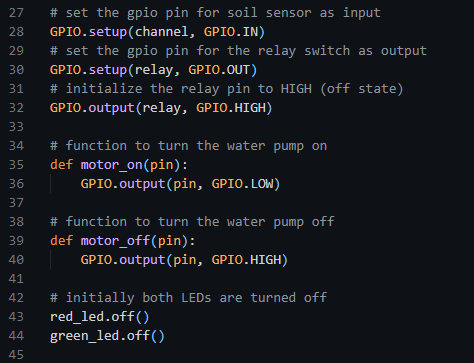 27 # set the gpio pin for soil sensor as input
28 GPIO.setup(channel, GPIO.IN)
29 # set the gpio pin for the relay switch as output
30 GPIO.setup(relay, GPIO.OUT)
31 # initialize the relay pin to HIGH (off state)
32 GPIO.output(relay, GPIO.HIGH)
33
34 # function to turn the water pump on
35 def motor_on(pin):
36     GPIO.output(pin, GPIO.LOW)
37
38 # function to turn the water pump off
39 def motor_off(pin):
40     GPIO.output(pin, GPIO.HIGH)
41
42 # initially both LEDs are turned off
43 red_led.off()
44 green_led.off()
45